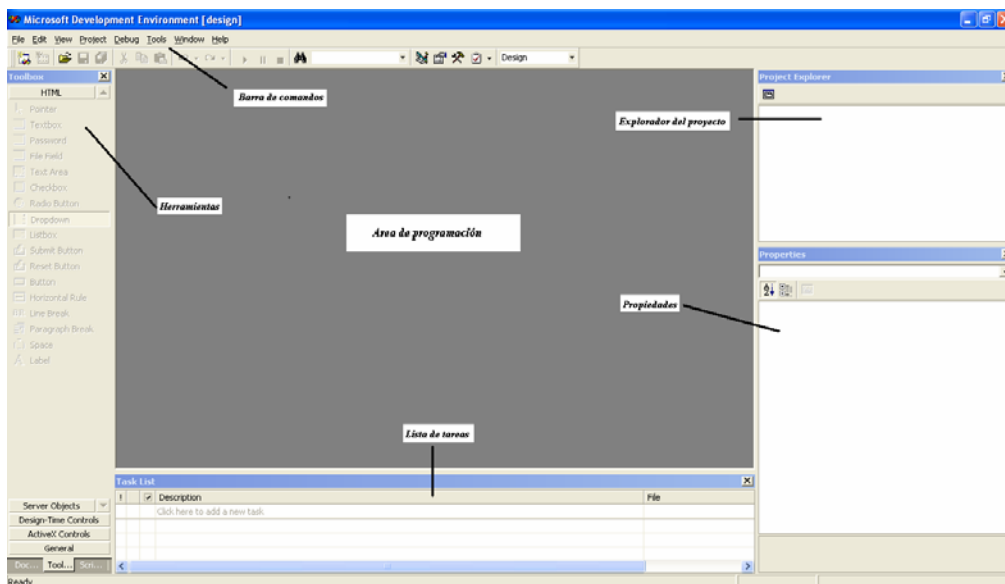 Microsoft Development Environment [design]
File Edit View Project Debug Tools Window Help
Design
Toolbox
HTML
Pointer
Textbox
Password
File Field
Text Area
Checkbox
Radio Button
Dropdown
Listbox
Submit Button
Reset Button
Button
Horizontal Rule
Line Break
Paragraph Break
Space
Label
Server Objects
Design-Time Controls
ActiveX Controls
General
Doc... Tool... Scri...
Barra de comandos
Herramientas
Area de programación
Explorador del proyecto
Propiedades
Lista de tareas
Project Explorer
Properties
Task List
! Description File
Click here to add a new task
Ready